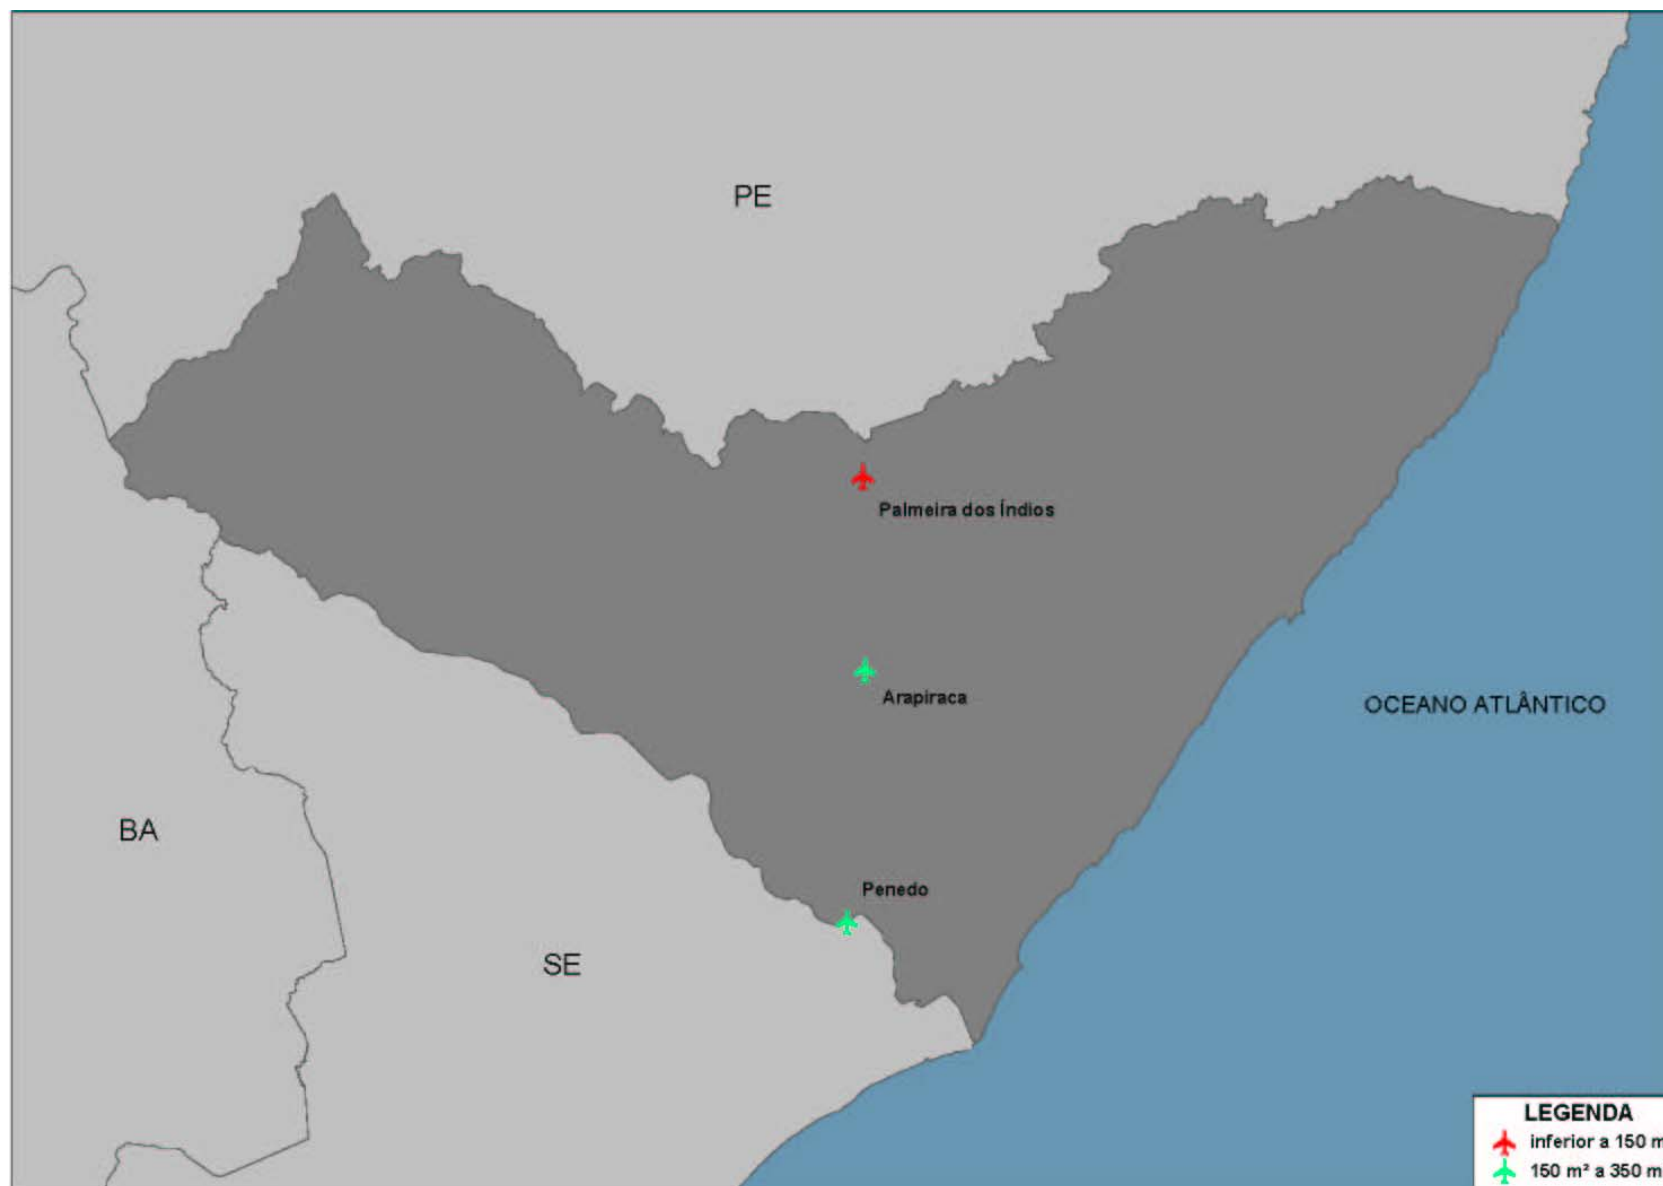 PE
Palmeira dos Índios
Arapiraca
OCEANO ATLÂNTICO
BA
Penedo
SE
LEGENDA
inferior a 150 m
150 m² a 350 m